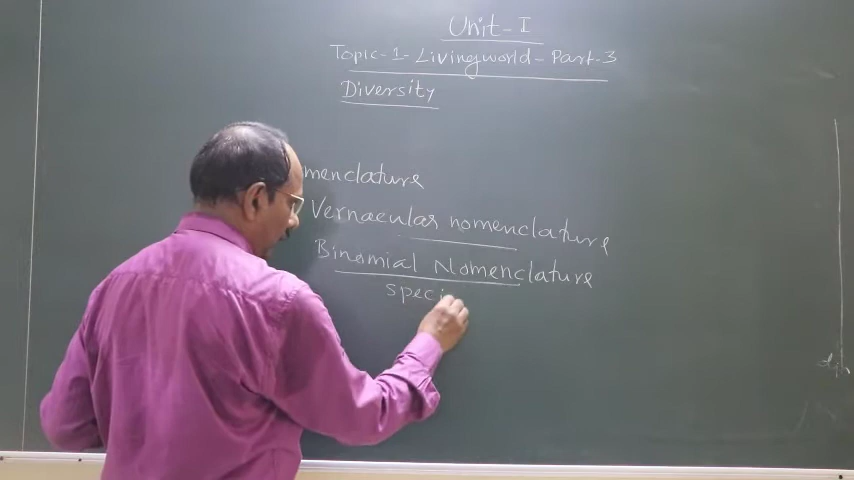 Unit-I
Topic-1-Livingworld-Part-3
Diversity
menclature
Vernacular nomenclature
Binomial Nomenclature
speci